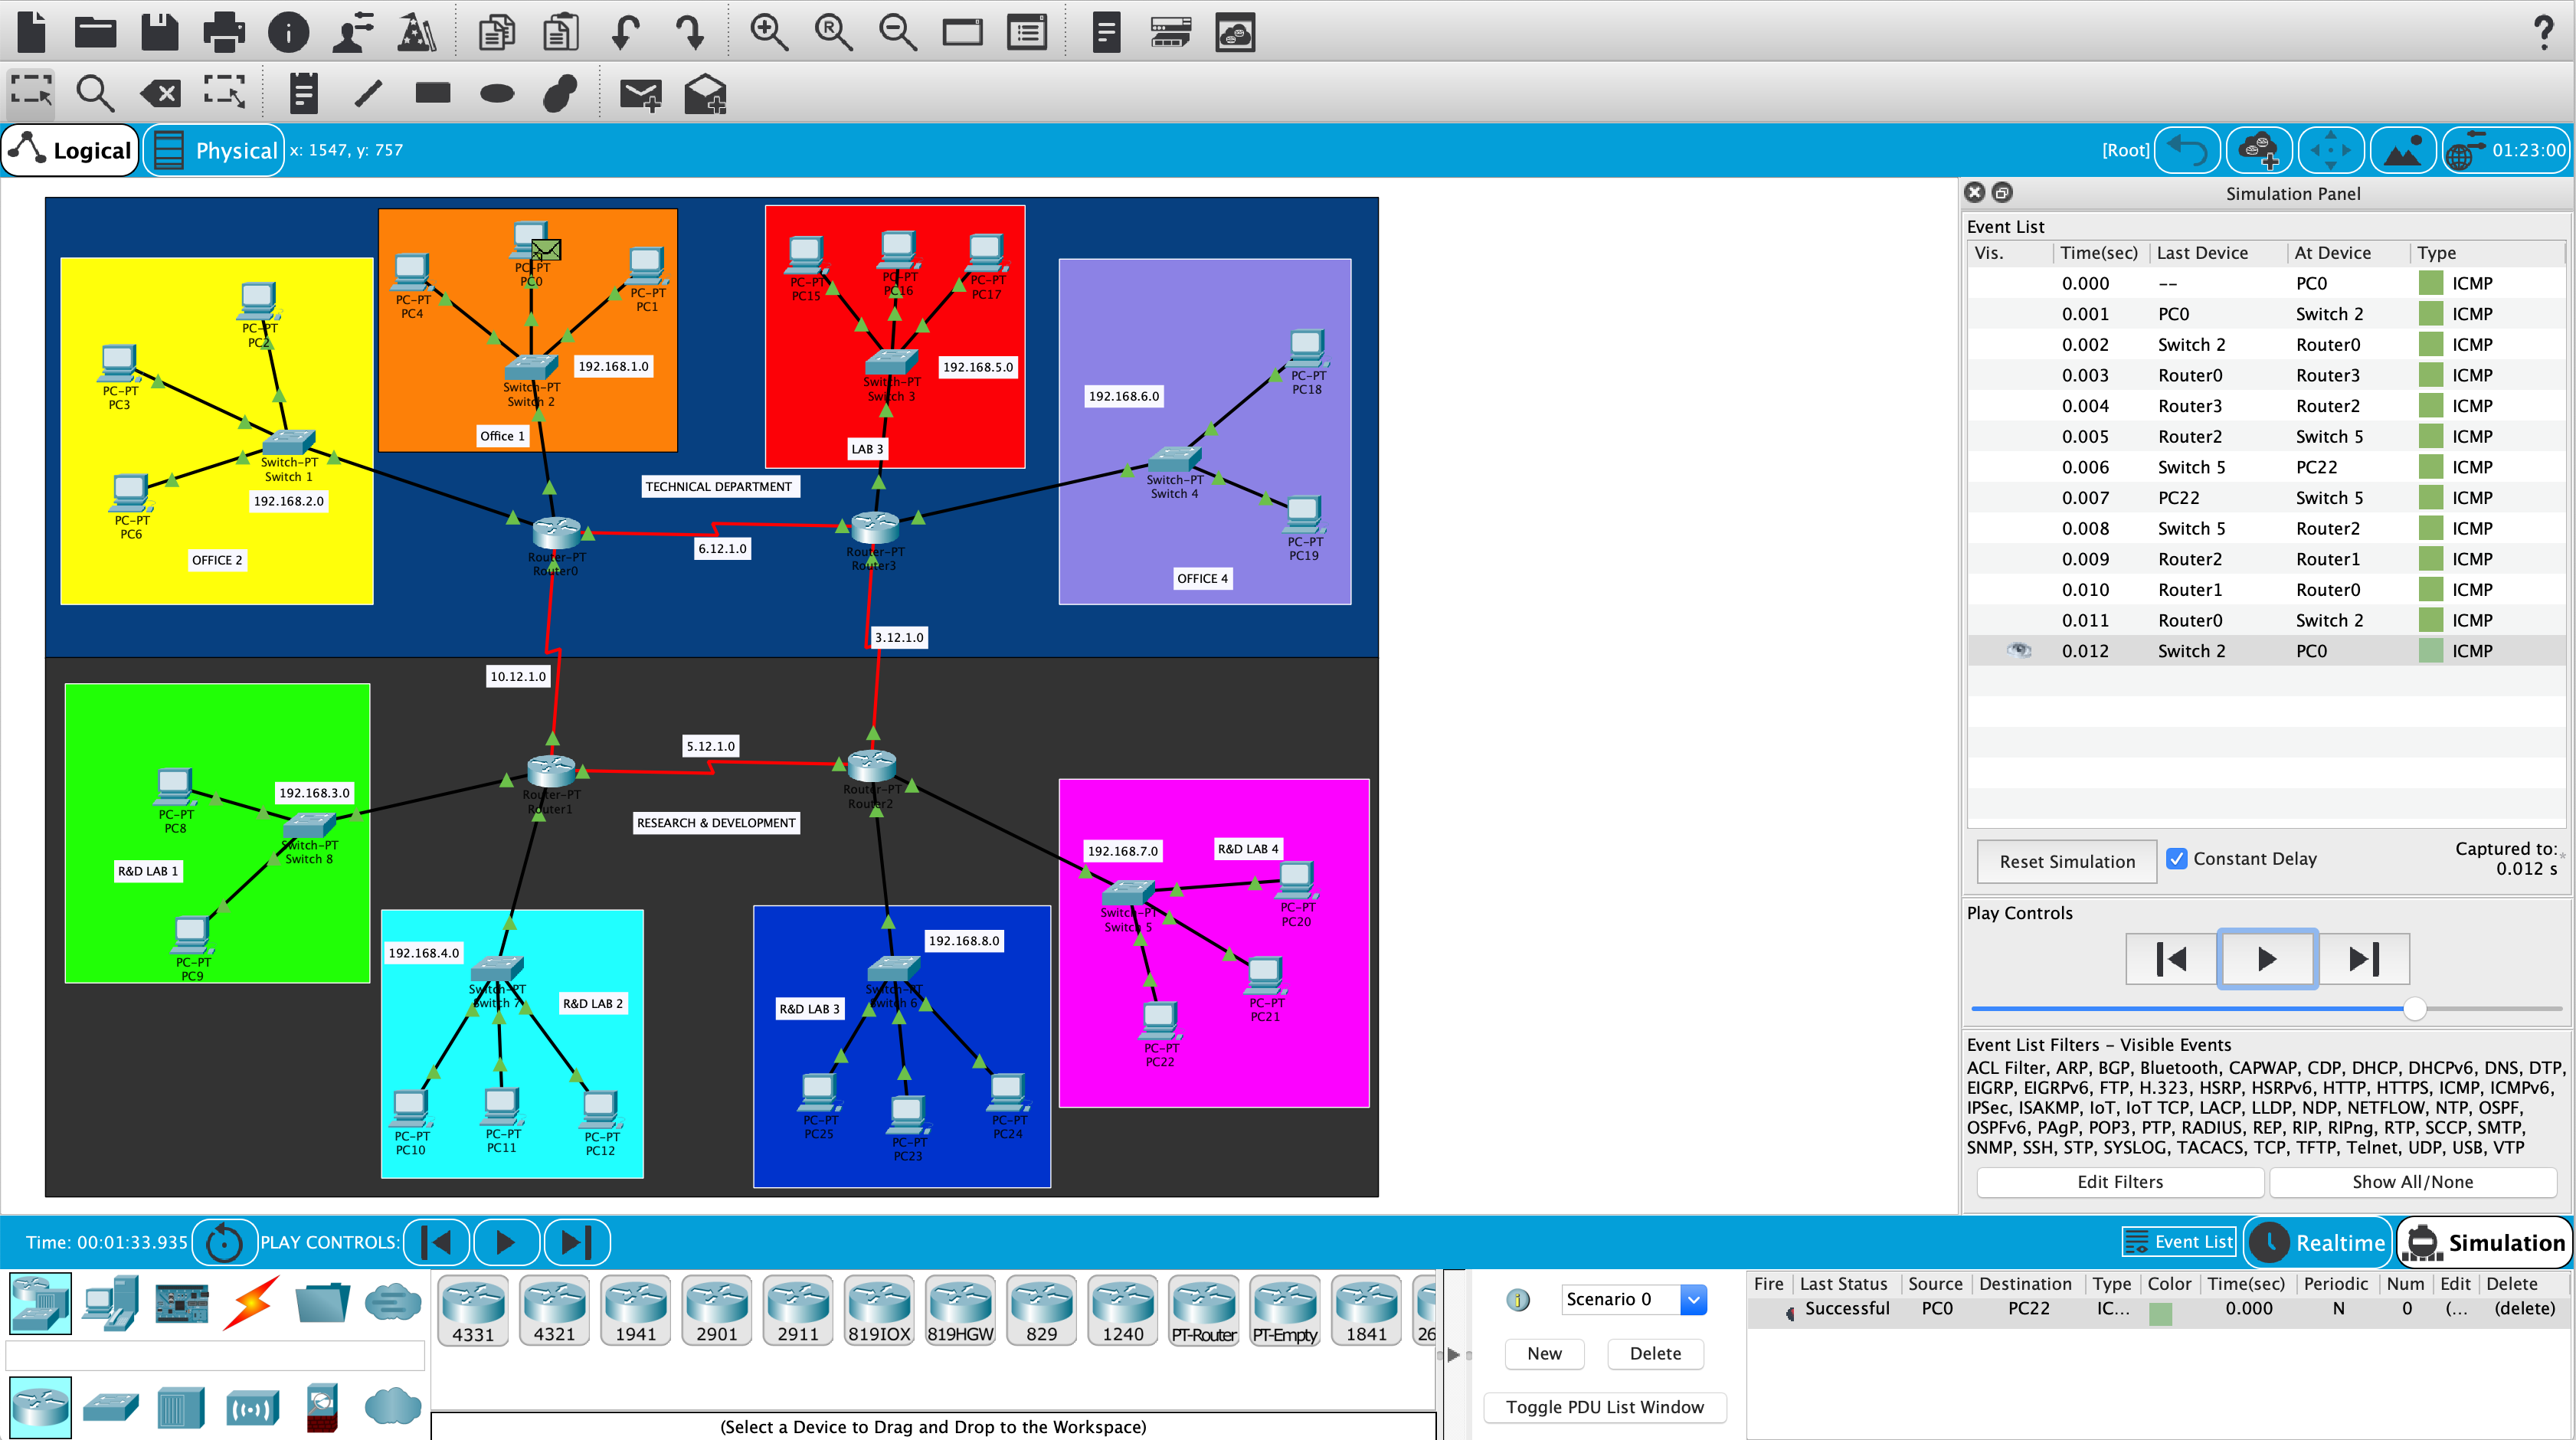 ?
Logical
Physical
x: 1547, y: 757
[Root]
01:23:00
PC-PT
PC2
PC-PT
PC3
PC-PT
PC6
Switch-PT
Switch 1
192.168.2.0
OFFICE 2
PC-PT
PC4
PC-PT
PC0
PC-PT
PC1
192.168.1.0
Switch-PT
Switch 2
Office 1
PC-PT
PC15
PC-PT
PC16
PC-PT
PC17
192.168.5.0
Switch-PT
Switch 3
LAB 3
TECHNICAL DEPARTMENT
192.168.6.0
PC-PT
PC18
Switch-PT
Switch 4
PC-PT
PC19
OFFICE 4
Router-PT
Router0
6.12.1.0
Router-PT
Router3
3.12.1.0
10.12.1.0
5.12.1.0
Router-PT
Router1
Router-PT
Router2
RESEARCH & DEVELOPMENT
192.168.3.0
PC-PT
PC8
Switch-PT
Switch 8
R&D LAB 1
PC-PT
PC9
192.168.4.0
Switch-PT
Switch 7
R&D LAB 2
PC-PT
PC10
PC-PT
PC11
PC-PT
PC12
192.168.8.0
Switch-PT
Switch 6
R&D LAB 3
PC-PT
PC25
PC-PT
PC23
PC-PT
PC24
192.168.7.0
R&D LAB 4
Switch-PT
Switch 5
PC-PT
PC20
PC-PT
PC21
PC-PT
PC22
Simulation Panel
Event List
Vis. Time(sec) Last Device At Device Type
0.000 -- PC0 ICMP
0.001 PC0 Switch 2 ICMP
0.002 Switch 2 Router0 ICMP
0.003 Router0 Router3 ICMP
0.004 Router3 Router2 ICMP
0.005 Router2 Switch 5 ICMP
0.006 Switch 5 PC22 ICMP
0.007 PC22 Switch 5 ICMP
0.008 Switch 5 Router2 ICMP
0.009 Router2 Router1 ICMP
0.010 Router1 Router0 ICMP
0.011 Router0 Switch 2 ICMP
0.012 Switch 2 PC0 ICMP
Reset Simulation
Constant Delay
Captured to: *
0.012 s
Play Controls
Event List Filters - Visible Events
ACL Filter, ARP, BGP, Bluetooth, CAPWAP, CDP, DHCP, DHCPv6, DNS, DTP,
EIGRP, EIGRPv6, FTP, H.323, HSRP, HSRPv6, HTTP, HTTPS, ICMP, ICMPv6,
IPSec, ISAKMP, IoT, IoT TCP, LACP, LLDP, NDP, NETFLOW, NTP, OSPF,
OSPFv6, PAgP, POP3, PTP, RADIUS, REP, RIP, RIPng, RTP, SCCP, SMTP,
SNMP, SSH, STP, SYSLOG, TACACS, TCP, TFTP, Telnet, UDP, USB, VTP
Edit Filters
Show All/None
Time: 00:01:33.935
PLAY CONTROLS:
Event List
Realtime
Simulation
4331
4321
1941
2901
2911
819IOX
819HGW
829
1240
PT-Router
PT-Empty
1841
26
(Select a Device to Drag and Drop to the Workspace)
Scenario 0
New
Delete
Toggle PDU List Window
Fire Last Status Source Destination Type Color Time(sec) Periodic Num Edit Delete
Successful PC0 PC22 IC... 0.000 N 0 (... (delete)